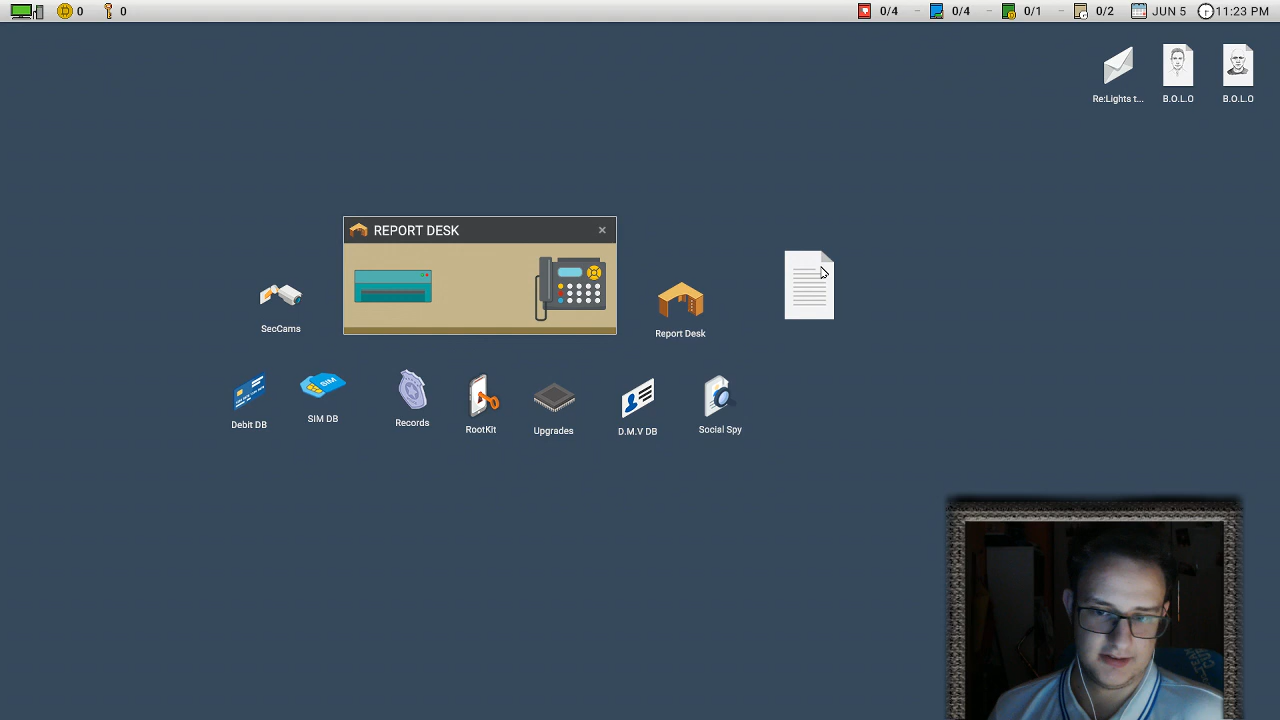 0 0 0/4 0/4 0/1 0/2 JUN 5 11:23 PM
Re:Lights t... B.O.L.O B.O.L.O
REPORT DESK
SecCams
Report Desk
SIM
Debit DB SIM DB Records RootKit Upgrades D.M.V DB Social Spy